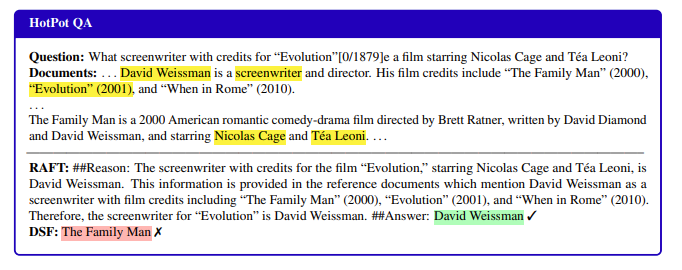 HotPot QA
Question: What screenwriter with credits for “Evolution”[0/1879]e a film starring Nicolas Cage and Téa Leoni?
Documents: . . . David Weissman is a screenwriter and director. His film credits include “The Family Man” (2000),
“Evolution” (2001), and “When in Rome” (2010).
. . .
The Family Man is a 2000 American romantic comedy-drama film directed by Brett Ratner, written by David Diamond
and David Weissman, and starring Nicolas Cage and Téa Leoni. . . .
RAFT: ##Reason: The screenwriter with credits for the film “Evolution,” starring Nicolas Cage and Téa Leoni, is
David Weissman. This information is provided in the reference documents which mention David Weissman as a
screenwriter with film credits including “The Family Man” (2000), “Evolution” (2001), and “When in Rome” (2010).
Therefore, the screenwriter for “Evolution” is David Weissman. ##Answer: David Weissman ✓
DSF: The Family Man ✗